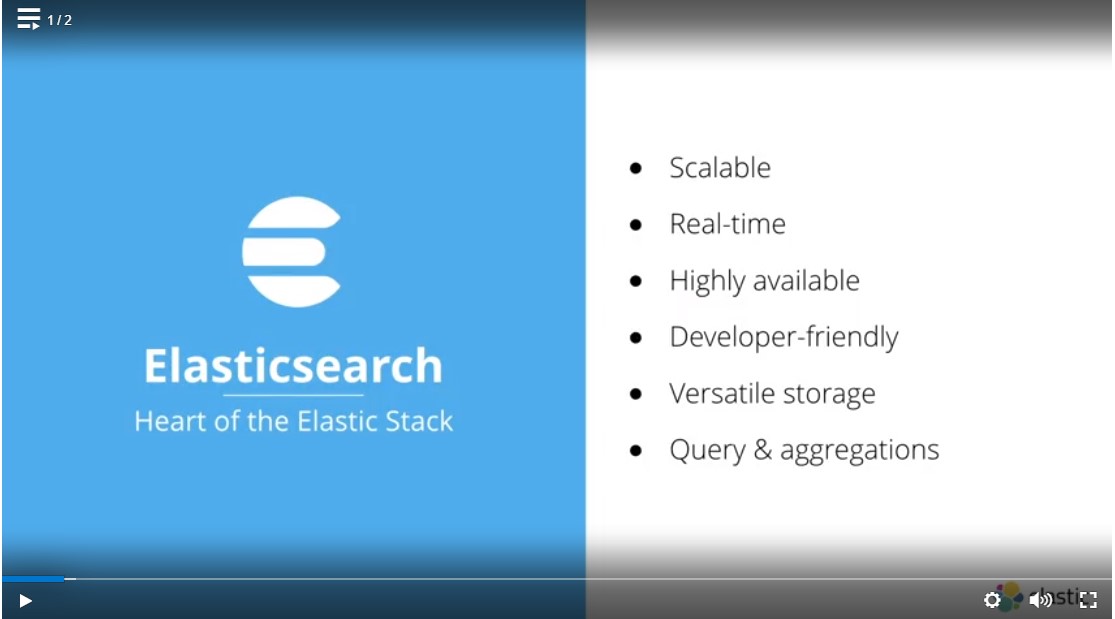 1 / 2
Elasticsearch
Heart of the Elastic Stack
● Scalable
● Real-time
● Highly available
● Developer-friendly
● Versatile storage
● Query & aggregations
elastic